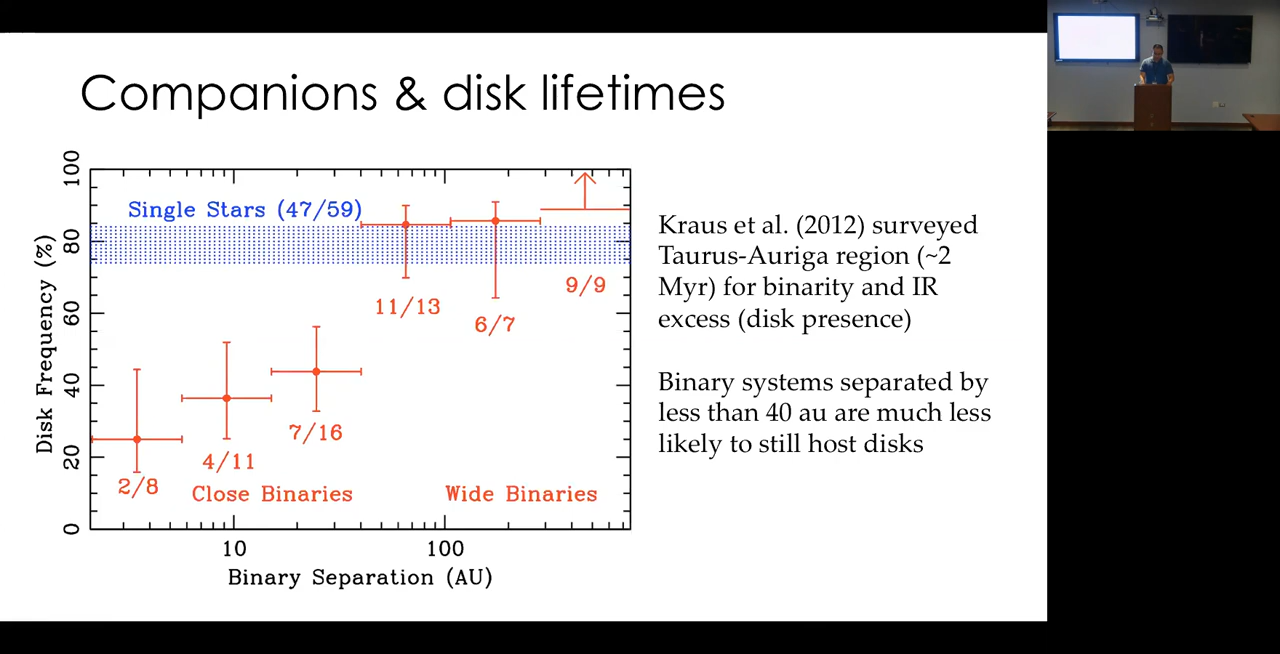 Companions & disk lifetimes
100
80
60
40
20
0
Disk Frequency (%)
Single Stars (47/59)
2/8
4/11
7/16
11/13
6/7
9/9
Close Binaries
Wide Binaries
10
100
Binary Separation (AU)
Kraus et al. (2012) surveyed
Taurus-Auriga region (~2
Myr) for binarity and IR
excess (disk presence)
Binary systems separated by
less than 40 au are much less
likely to still host disks